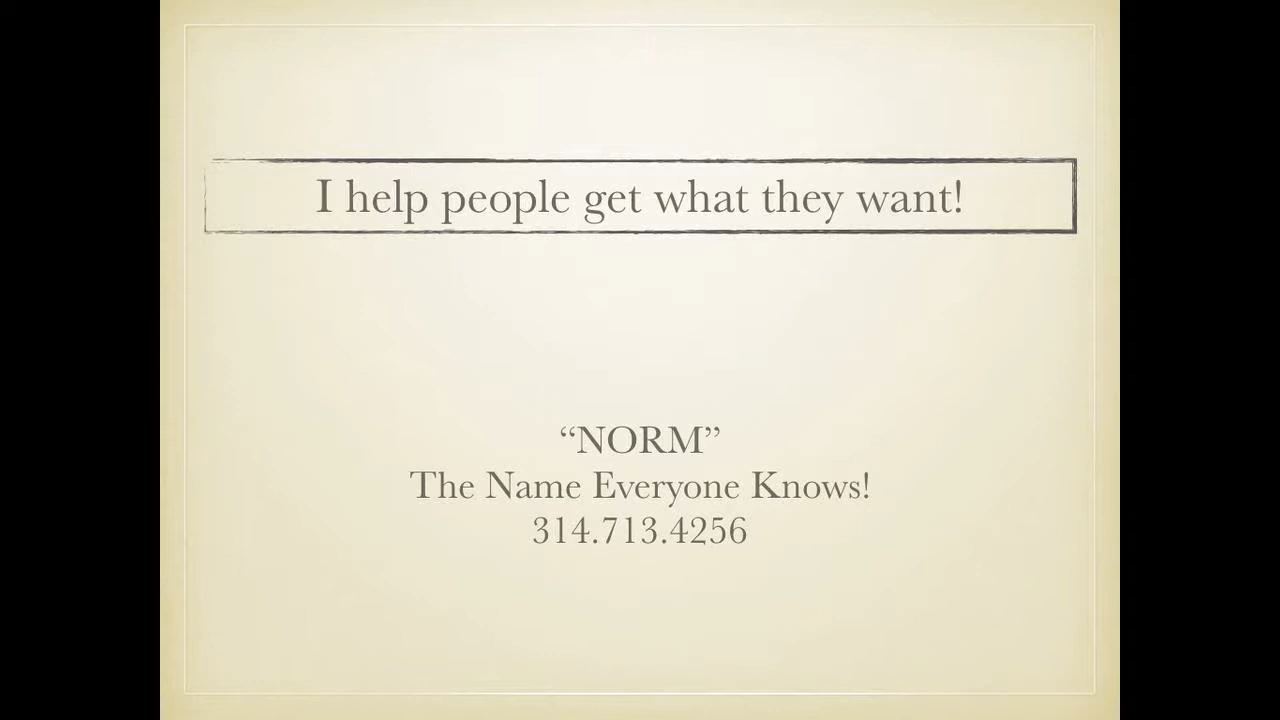 I help people get what they want!
“NORM”
The Name Everyone Knows!
314.713.4256